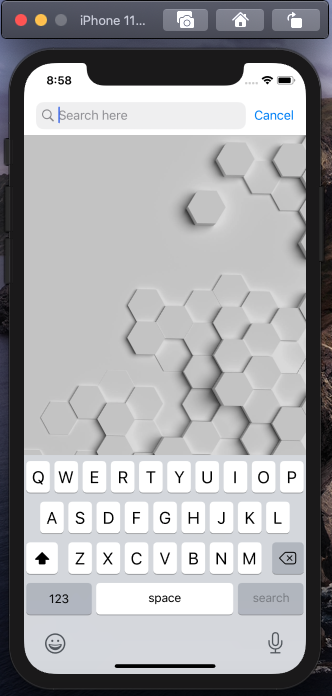 iPhone 11...
8:58
Search here
Cancel
Q W E R T Y U I O P
A S D F G H J K L
Z X C V B N M
123 space search